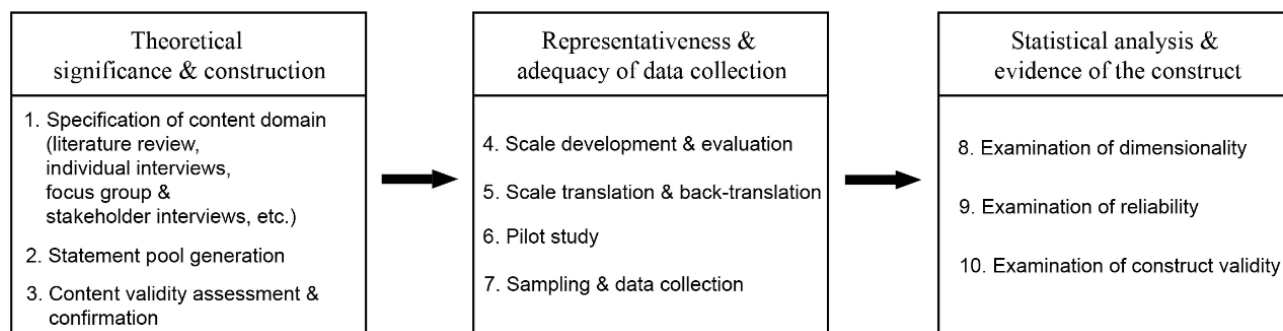 Theoretical
significance & construction
1. Specification of content domain
(literature review,
individual interviews,
focus group &
stakeholder interviews, etc.)
2. Statement pool generation
3. Content validity assessment &
confirmation
Representativeness &
adequacy of data collection
4. Scale development & evaluation
5. Scale translation & back-translation
6. Pilot study
7. Sampling & data collection
Statistical analysis &
evidence of the construct
8. Examination of dimensionality
9. Examination of reliability
10. Examination of construct validity